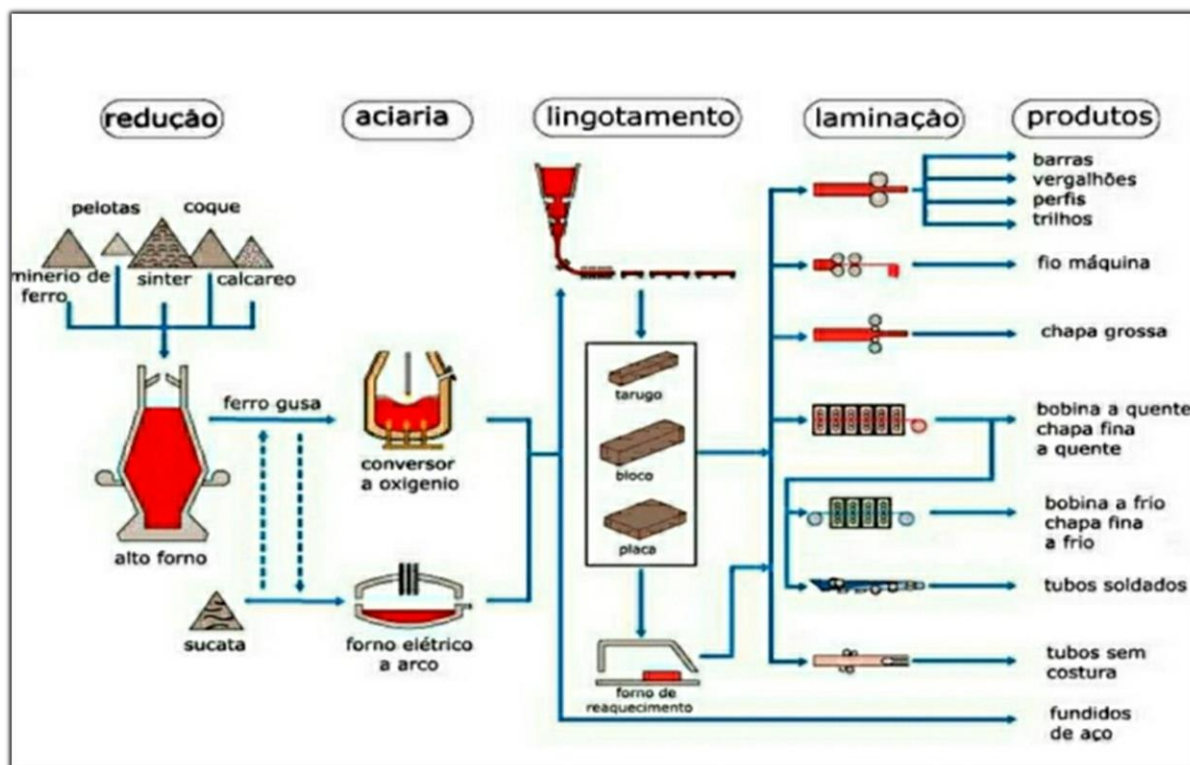 redução
aciaria
lingotamento
laminação
produtos
pelotas
coque
minerio de
ferro
sinter
calcareo
alto forno
ferro gusa
sucata
conversor
a oxigenio
forno elétrico
a arco
tarugo
bloco
placa
forno de
reaquecimento
barras
vergalhões
perfis
trilhos
fio máquina
chapa grossa
bobina a quente
chapa fina
a quente
bobina a frio
chapa fina
a frio
tubos soldados
tubos sem
costura
fundidos
de aço